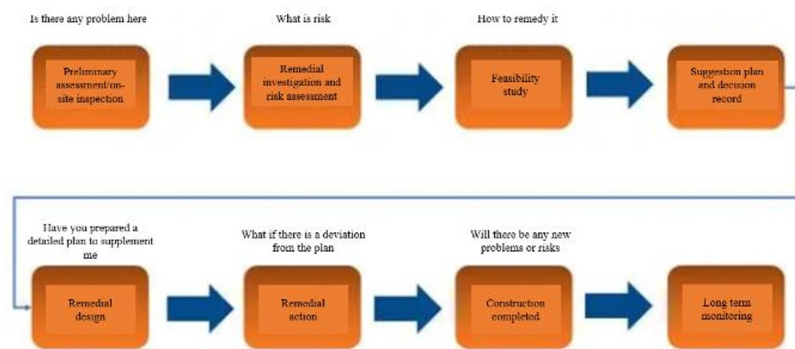 Is there any problem here
What is risk
How to remedy it
Preliminary
assessment/on-
site inspection
Remedial
investigation and
risk assessment
Feasibility
study
Suggestion plan
and decision
record
Have you prepared a
detailed plan to supplement
me
What if there is a deviation
from the plan
Will there be any new
problems or risks
Remedial
design
Remedial
action
Construction
completed
Long term
monitoring